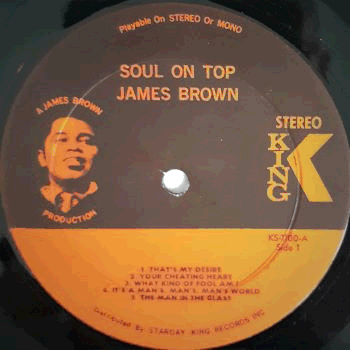 Playable On STEREO Or MONO
SOUL ON TOP
JAMES BROWN
A JAMES BROWN
PRODUCTION
STEREO
KING
K
KS-1100-A
Side 1
1. THAT'S MY DESIRE
2. YOUR CHEATING HEART
3. WHAT KIND OF FOOL AM I
4. IT'S A MAN'S, MAN'S, MAN'S WORLD
5. THE MAN IN THE GLASS
Distributed By STARDAY KING RECORDS INC.